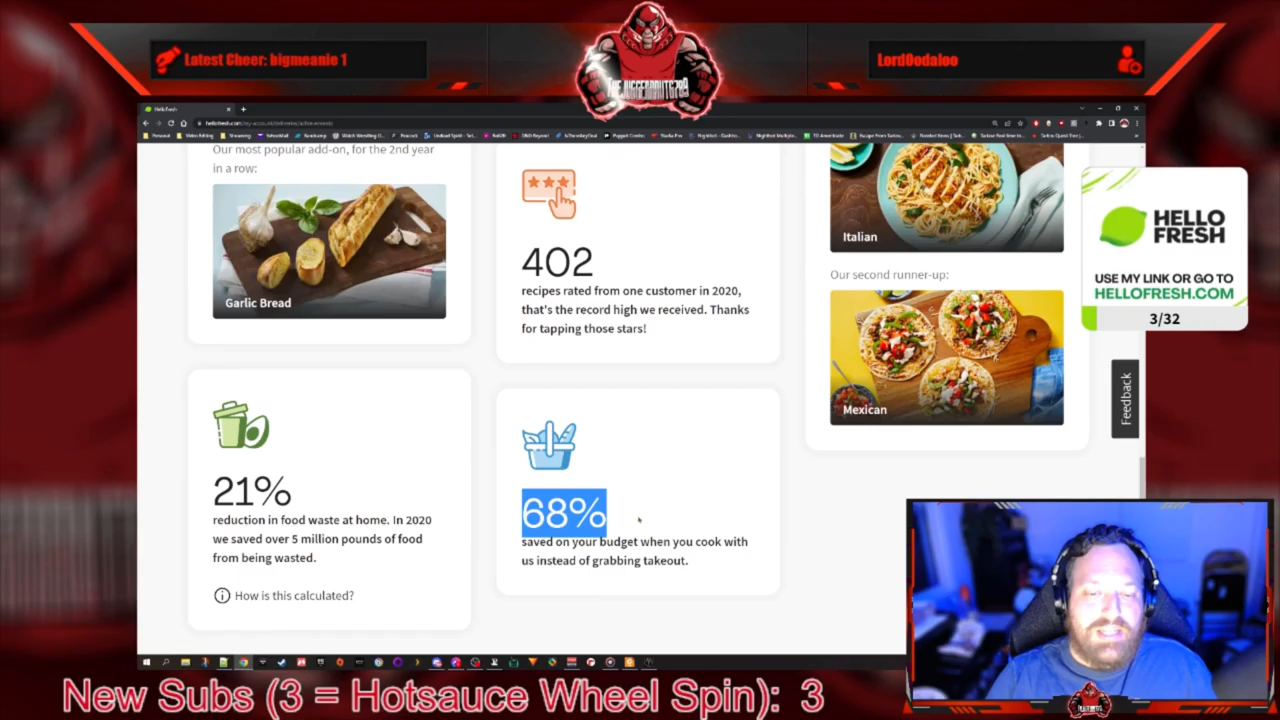 Latest Cheer: bigmeanie 1
THEJUGGERNAUT6789
LordOodaloo
HelloFresh
Our most popular add-on, for the 2nd year
in a row:
Garlic Bread
402
recipes rated from one customer in 2020,
that's the record high we received. Thanks
for tapping those stars!
Italian
Our second runner-up:
Mexican
HELLO
FRESH
USE MY LINK OR GO TO
HELLOFRESH.COM
3/32
Feedback
21%
reduction in food waste at home. In 2020
we saved over 5 million pounds of food
from being wasted.
How is this calculated?
68%
saved on your budget when you cook with
us instead of grabbing takeout.
New Subs (3 = Hotsauce Wheel Spin): 3